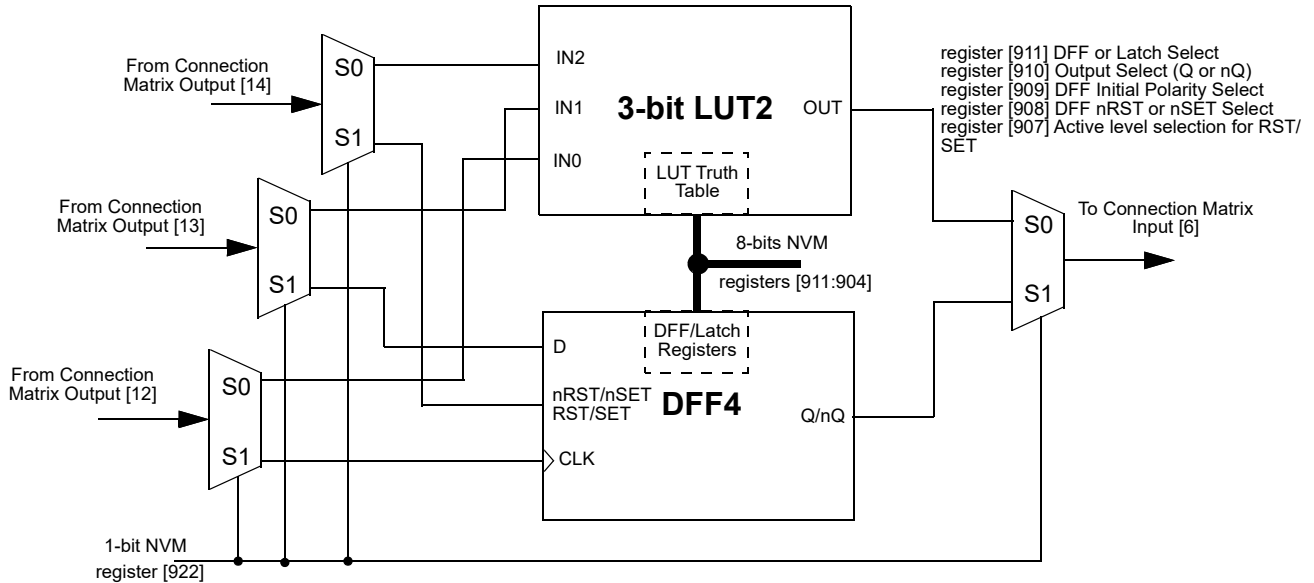 From Connection
Matrix Output [14]
S0
S1
IN2
IN1
IN0
3-bit LUT2
OUT
LUT Truth
Table
register [911] DFF or Latch Select
register [910] Output Select (Q or nQ)
register [909] DFF Initial Polarity Select
register [908] DFF nRST or nSET Select
register [907] Active level selection for RST/
SET
From Connection
Matrix Output [13]
S0
S1
8-bits NVM
registers [911:904]
S0
S1
To Connection Matrix
Input [6]
From Connection
Matrix Output [12]
S0
S1
D
nRST/nSET
RST/SET
CLK
DFF/Latch
Registers
DFF4
Q/nQ
1-bit NVM
register [922]